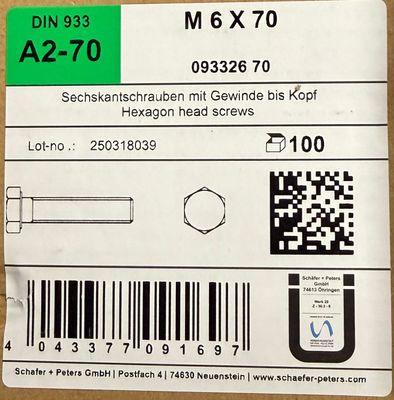 DIN 933
A2-70
M 6 X 70
093326 70
Sechskantschrauben mit Gewinde bis Kopf
Hexagon head screws
Lot-no .: 250318039
100
Schäfer + Peters
GmbH
74613 Öhringen
4 043377 091697
Schäfer + Peters GmbH | Postfach 4 | 74630 Neuenstein | www.schaefer-peters.com